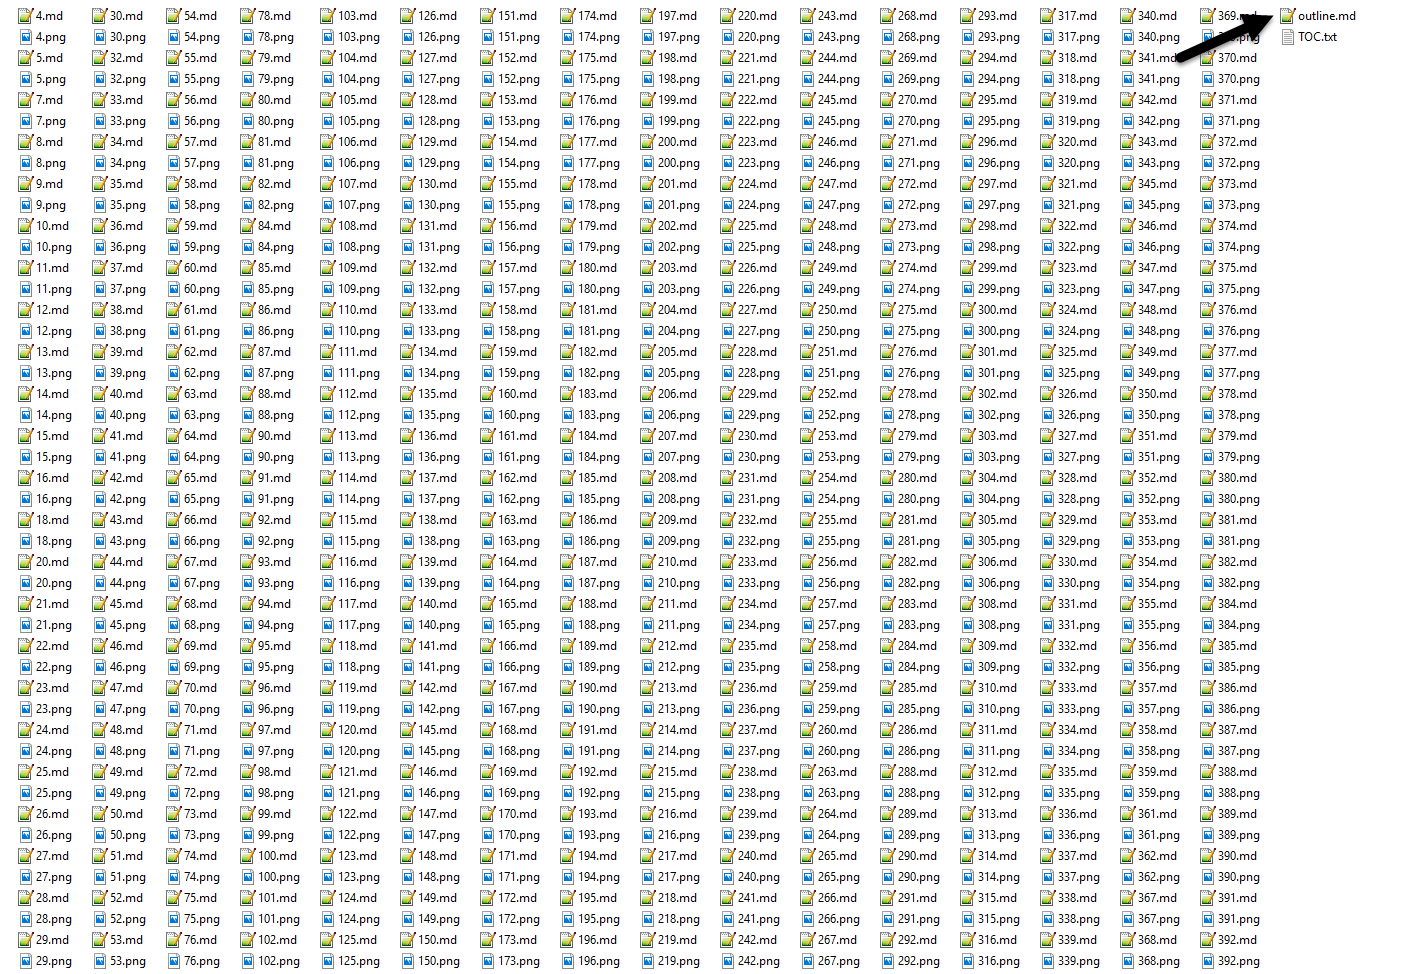 4.md 30.md 54.md 78.md 103.md 126.md 151.md 174.md 197.md 220.md 243.md 268.md 293.md 317.md 340.md 369.md outline.md
4.png 30.png 54.png 78.png 103.png 126.png 151.png 174.png 197.png 220.png 243.png 268.png 293.png 317.png 340.png TOC.txt
5.md 32.md 55.md 79.md 104.md 127.md 152.md 175.md 198.md 221.md 244.md 269.md 294.md 318.md 341.md 370.md
5.png 32.png 55.png 79.png 104.png 127.png 152.png 175.png 198.png 221.png 244.png 269.png 294.png 318.png 341.png 370.png
7.md 33.md 56.md 80.md 105.md 128.md 153.md 176.md 199.md 222.md 245.md 270.md 295.md 319.md 342.md 371.md
7.png 33.png 56.png 80.png 105.png 128.png 153.png 176.png 199.png 222.png 245.png 270.png 295.png 319.png 342.png 371.png
8.md 34.md 57.md 81.md 106.md 129.md 154.md 177.md 200.md 223.md 246.md 271.md 296.md 320.md 343.md 372.md
8.png 34.png 57.png 81.png 106.png 129.png 154.png 177.png 200.png 223.png 246.png 271.png 296.png 320.png 343.png 372.png
9.md 35.md 58.md 82.md 107.md 130.md 155.md 178.md 201.md 224.md 247.md 272.md 297.md 321.md 345.md 373.md
9.png 35.png 58.png 82.png 107.png 130.png 155.png 178.png 201.png 224.png 247.png 272.png 297.png 321.png 345.png 373.png
10.md 36.md 59.md 84.md 108.md 131.md 156.md 179.md 202.md 225.md 248.md 273.md 298.md 322.md 346.md 374.md
10.png 36.png 59.png 84.png 108.png 131.png 156.png 179.png 202.png 225.png 248.png 273.png 298.png 322.png 346.png 374.png
11.md 37.md 60.md 85.md 109.md 132.md 157.md 180.md 203.md 226.md 249.md 274.md 299.md 323.md 347.md 375.md
11.png 37.png 60.png 85.png 109.png 132.png 157.png 180.png 203.png 226.png 249.png 274.png 299.png 323.png 347.png 375.png
12.md 38.md 61.md 86.md 110.md 133.md 158.md 181.md 204.md 227.md 250.md 275.md 300.md 324.md 348.md 376.md
12.png 38.png 61.png 86.png 110.png 133.png 158.png 181.png 204.png 227.png 250.png 275.png 300.png 324.png 348.png 376.png
13.md 39.md 62.md 87.md 111.md 134.md 159.md 182.md 205.md 228.md 251.md 276.md 301.md 325.md 349.md 377.md
13.png 39.png 62.png 87.png 111.png 134.png 159.png 182.png 205.png 228.png 251.png 276.png 301.png 325.png 349.png 377.png
14.md 40.md 63.md 88.md 112.md 135.md 160.md 183.md 206.md 229.md 252.md 278.md 302.md 326.md 350.md 378.md
14.png 40.png 63.png 88.png 112.png 135.png 160.png 183.png 206.png 229.png 252.png 278.png 302.png 326.png 350.png 378.png
15.md 41.md 64.md 90.md 113.md 136.md 161.md 184.md 207.md 230.md 253.md 279.md 303.md 327.md 351.md 379.md
15.png 41.png 64.png 90.png 113.png 136.png 161.png 184.png 207.png 230.png 253.png 279.png 303.png 327.png 351.png 379.png
16.md 42.md 65.md 91.md 114.md 137.md 162.md 185.md 208.md 231.md 254.md 280.md 304.md 328.md 352.md 380.md
16.png 42.png 65.png 91.png 114.png 137.png 162.png 185.png 208.png 231.png 254.png 280.png 304.png 328.png 352.png 380.png
18.md 43.md 66.md 92.md 115.md 138.md 163.md 186.md 209.md 232.md 255.md 281.md 305.md 329.md 353.md 381.md
18.png 43.png 66.png 92.png 115.png 138.png 163.png 186.png 209.png 232.png 255.png 281.png 305.png 329.png 353.png 381.png
20.md 44.md 67.md 93.md 116.md 139.md 164.md 187.md 210.md 233.md 256.md 282.md 306.md 330.md 354.md 382.md
20.png 44.png 67.png 93.png 116.png 139.png 164.png 187.png 210.png 233.png 256.png 282.png 306.png 330.png 354.png 382.png
21.md 45.md 68.md 94.md 117.md 140.md 165.md 188.md 211.md 234.md 257.md 283.md 308.md 331.md 355.md 384.md
21.png 45.png 68.png 94.png 117.png 140.png 165.png 188.png 211.png 234.png 257.png 283.png 308.png 331.png 355.png 384.png
22.md 46.md 69.md 95.md 118.md 141.md 166.md 189.md 212.md 235.md 258.md 284.md 309.md 332.md 356.md 385.md
22.png 46.png 69.png 95.png 118.png 141.png 166.png 189.png 212.png 235.png 258.png 284.png 309.png 332.png 356.png 385.png
23.md 47.md 70.md 96.md 119.md 142.md 167.md 190.md 213.md 236.md 259.md 285.md 310.md 333.md 357.md 386.md
23.png 47.png 70.png 96.png 119.png 142.png 167.png 190.png 213.png 236.png 259.png 285.png 310.png 333.png 357.png 386.png
24.md 48.md 71.md 97.md 120.md 145.md 168.md 191.md 214.md 237.md 260.md 286.md 311.md 334.md 358.md 387.md
24.png 48.png 71.png 97.png 120.png 145.png 168.png 191.png 214.png 237.png 260.png 286.png 311.png 334.png 358.png 387.png
25.md 49.md 72.md 98.md 121.md 146.md 169.md 192.md 215.md 238.md 263.md 288.md 312.md 335.md 359.md 388.md
25.png 49.png 72.png 98.png 121.png 146.png 169.png 192.png 215.png 238.png 263.png 288.png 312.png 335.png 359.png 388.png
26.md 50.md 73.md 99.md 122.md 147.md 170.md 193.md 216.md 239.md 264.md 289.md 313.md 336.md 361.md 389.md
26.png 50.png 73.png 99.png 122.png 147.png 170.png 193.png 216.png 239.png 264.png 289.png 313.png 336.png 361.png 389.png
27.md 51.md 74.md 100.md 123.md 148.md 171.md 194.md 217.md 240.md 265.md 290.md 314.md 337.md 362.md 390.md
27.png 51.png 74.png 100.png 123.png 148.png 171.png 194.png 217.png 240.png 265.png 290.png 314.png 337.png 362.png 390.png
28.md 52.md 75.md 101.md 124.md 149.md 172.md 195.md 218.md 241.md 266.md 291.md 315.md 338.md 367.md 391.md
28.png 52.png 75.png 101.png 124.png 149.png 172.png 195.png 218.png 241.png 266.png 291.png 315.png 338.png 367.png 391.png
29.md 53.md 76.md 102.md 125.md 150.md 173.md 196.md 219.md 242.md 267.md 292.md 316.md 339.md 368.md 392.md
29.png 53.png 76.png 102.png 125.png 150.png 173.png 196.png 219.png 242.png 267.png 292.png 316.png 339.png 368.png 392.png